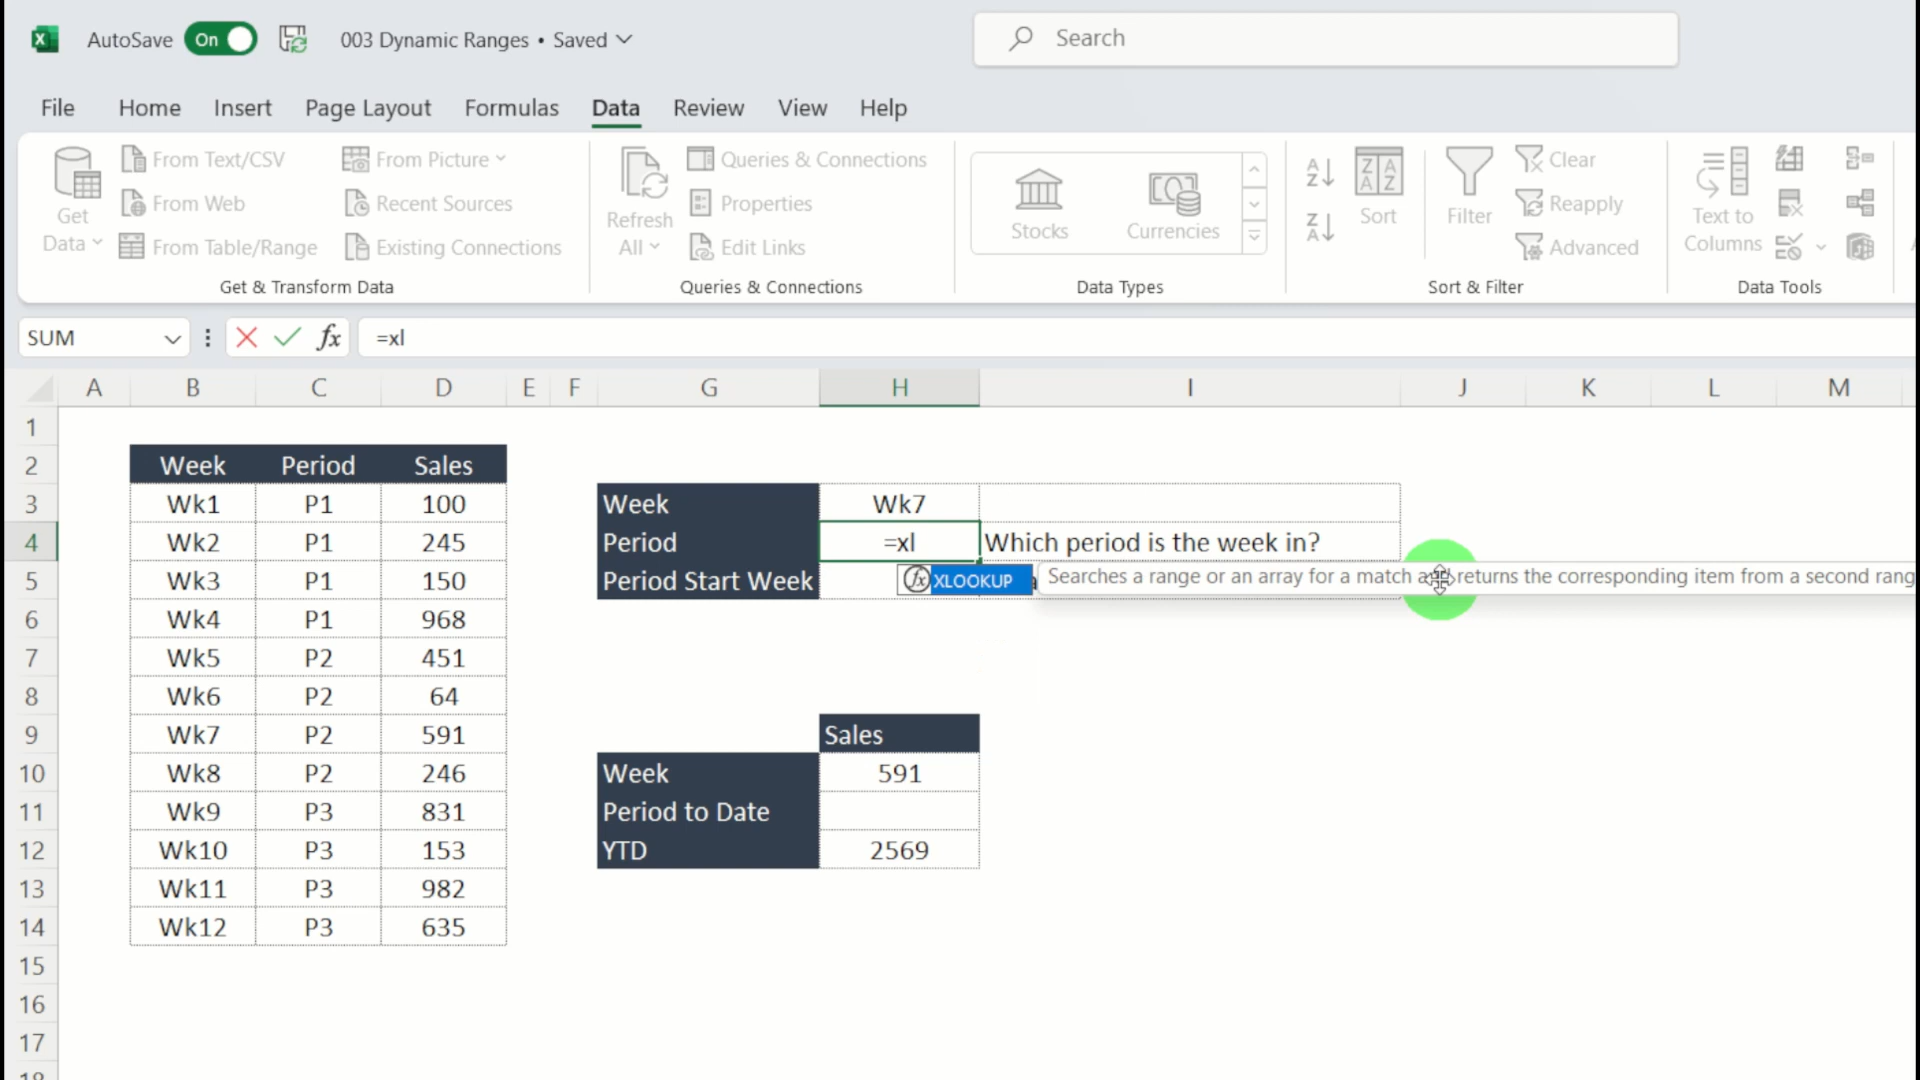 AutoSave On 003 Dynamic Ranges • Saved Search
File Home Insert Page Layout Formulas Data Review View Help
Get Data
From Text/CSV
From Web
From Table/Range
From Picture
Recent Sources
Existing Connections
Get & Transform Data
Refresh All
Queries & Connections
Properties
Edit Links
Queries & Connections
Stocks Currencies
Data Types
Sort
Filter
Clear
Reapply
Advanced
Sort & Filter
Text to Columns
Data Tools
SUM fx =xl
A B C D E F G H I J K L M
1
2 Week Period Sales
3 Wk1 P1 100 Week Wk7
4 Wk2 P1 245 Period =xl Which period is the week in?
5 Wk3 P1 150 Period Start Week fx XLOOKUP Searches a range or an array for a match and returns the corresponding item from a second rang
6 Wk4 P1 968
7 Wk5 P2 451
8 Wk6 P2 64
9 Wk7 P2 591 Sales
10 Wk8 P2 246 Week 591
11 Wk9 P3 831 Period to Date
12 Wk10 P3 153 YTD 2569
13 Wk11 P3 982
14 Wk12 P3 635
15
16
17
18